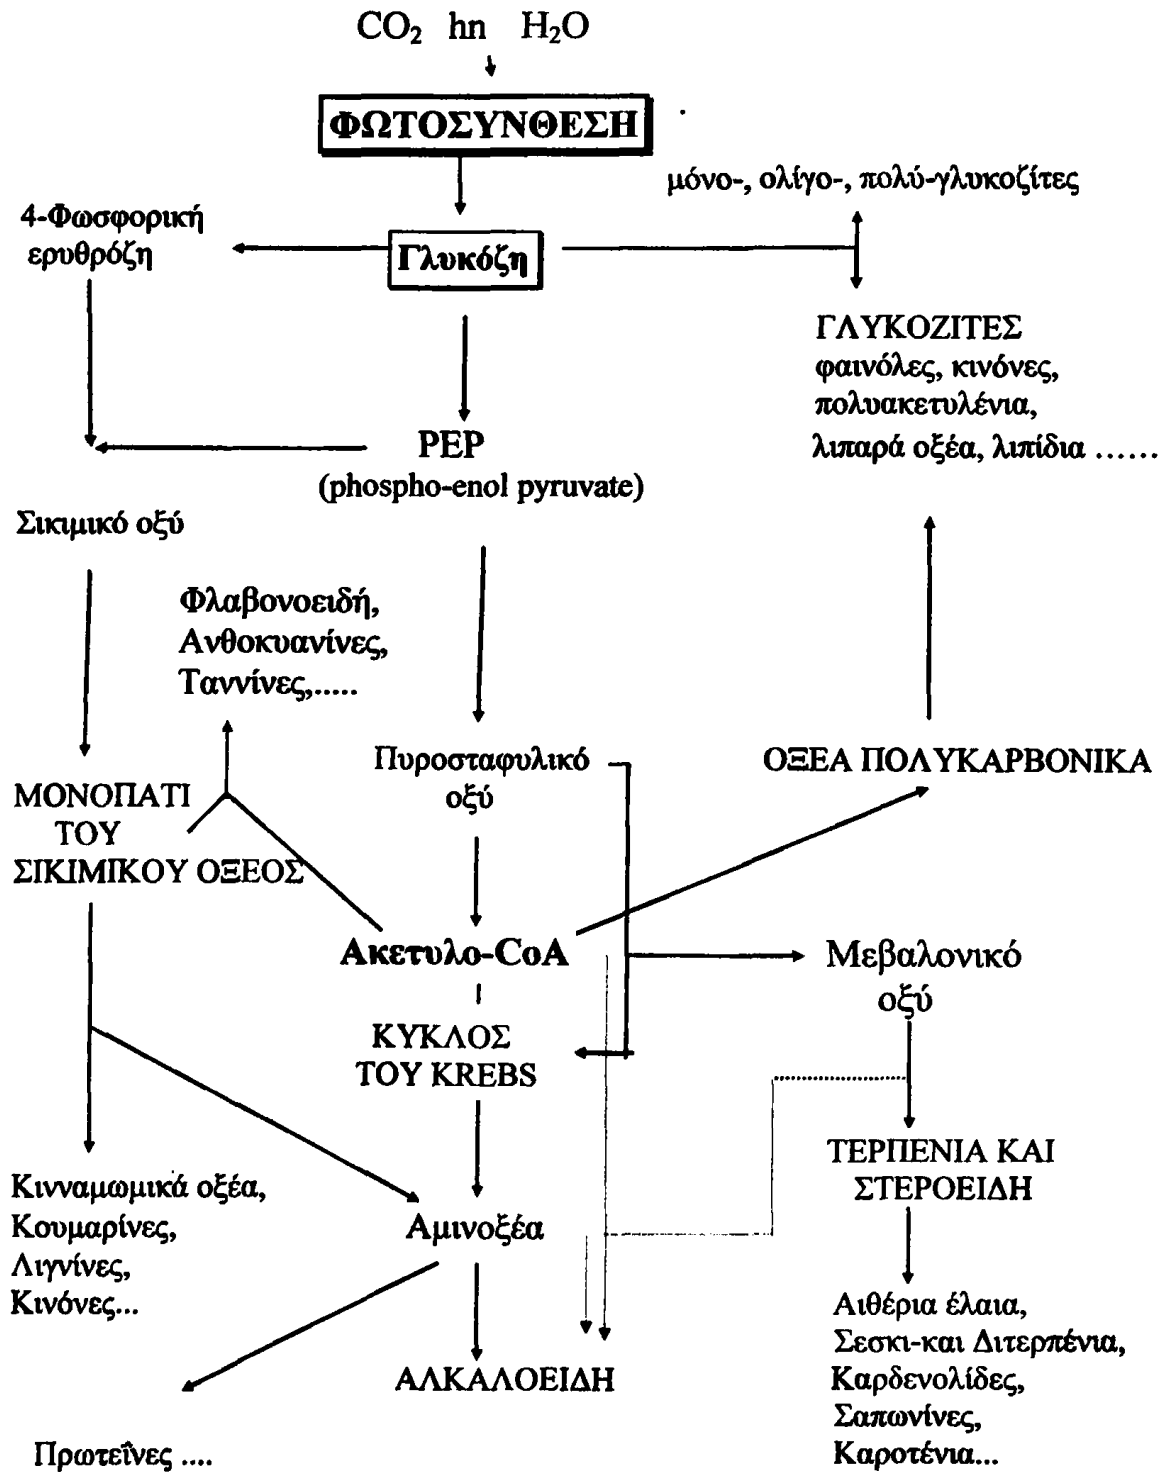 CO₂ hn H₂O
ΦΩΤΟΣΥΝΘΕΣΗ
μόνο-, ολίγο-, πολύ-γλυκοζίτες
4-Φωσφορική
ερυθρόζη
Γλυκόζη
ΓΛΥΚΟΖΙΤΕΣ
φαινόλες, κινόνες,
πολυακετυλένια,
λιπαρά οξέα, λιπίδια ......
PEP
(phospho-enol pyruvate)
Σικιμικό οξύ
Φλαβονοειδή,
Ανθοκυανίνες,
Ταννίνες,.....
Πυροσταφυλικό
οξύ
ΟΞΕΑ ΠΟΛΥΚΑΡΒΟΝΙΚΑ
ΜΟΝΟΠΑΤΙ
ΤΟΥ
ΣΙΚΙΜΙΚΟΥ ΟΞΕΟΣ
Ακετυλο-CoA
Μεβαλονικό
οξύ
ΚΥΚΛΟΣ
ΤΟΥ KREBS
ΤΕΡΠΕΝΙΑ ΚΑΙ
ΣΤΕΡΟΕΙΔΗ
Κινναμωμικά οξέα,
Κουμαρίνες,
Λιγνίνες,
Κινόνες...
Αμινοξέα
Αιθέρια έλαια,
Σεσκι-και Διτερπένια,
Καρδενολίδες,
Σαπωνίνες,
Καροτένια...
ΑΛΚΑΛΟΕΙΔΗ
Πρωτεΐνες ....